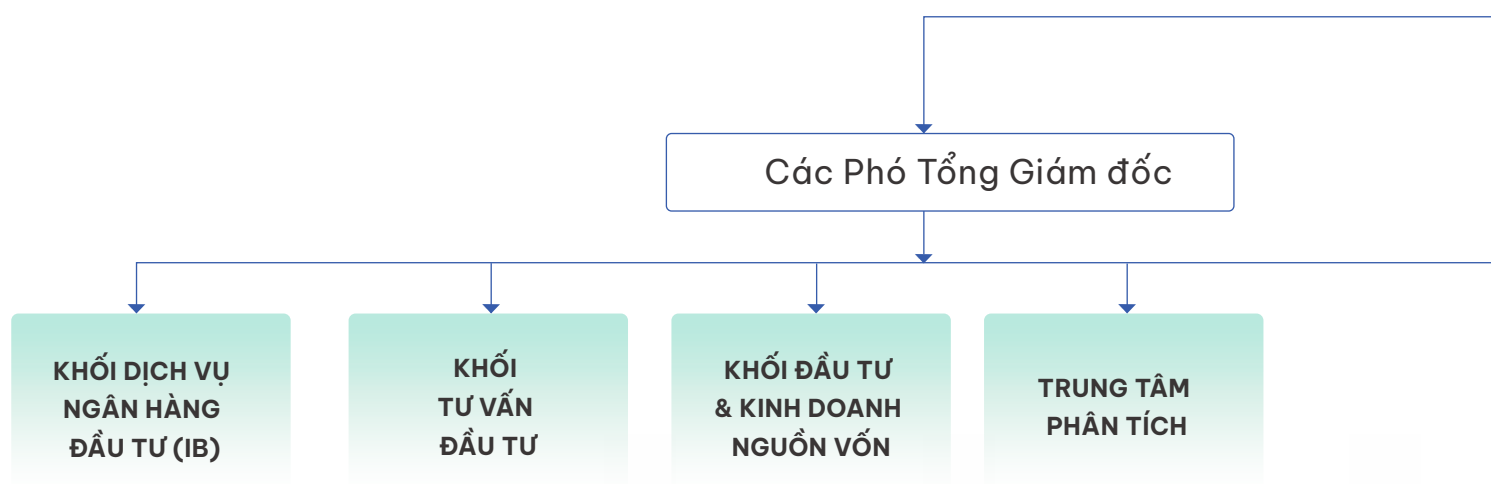 Các Phó Tổng Giám đốc
KHỐI DỊCH VỤ
NGÂN HÀNG
ĐẦU TƯ (IB)
KHỐI
TƯ VẤN
ĐẦU TƯ
KHỐI ĐẦU TƯ
& KINH DOANH
NGUỒN VỐN
TRUNG TÂM
PHÂN TÍCH